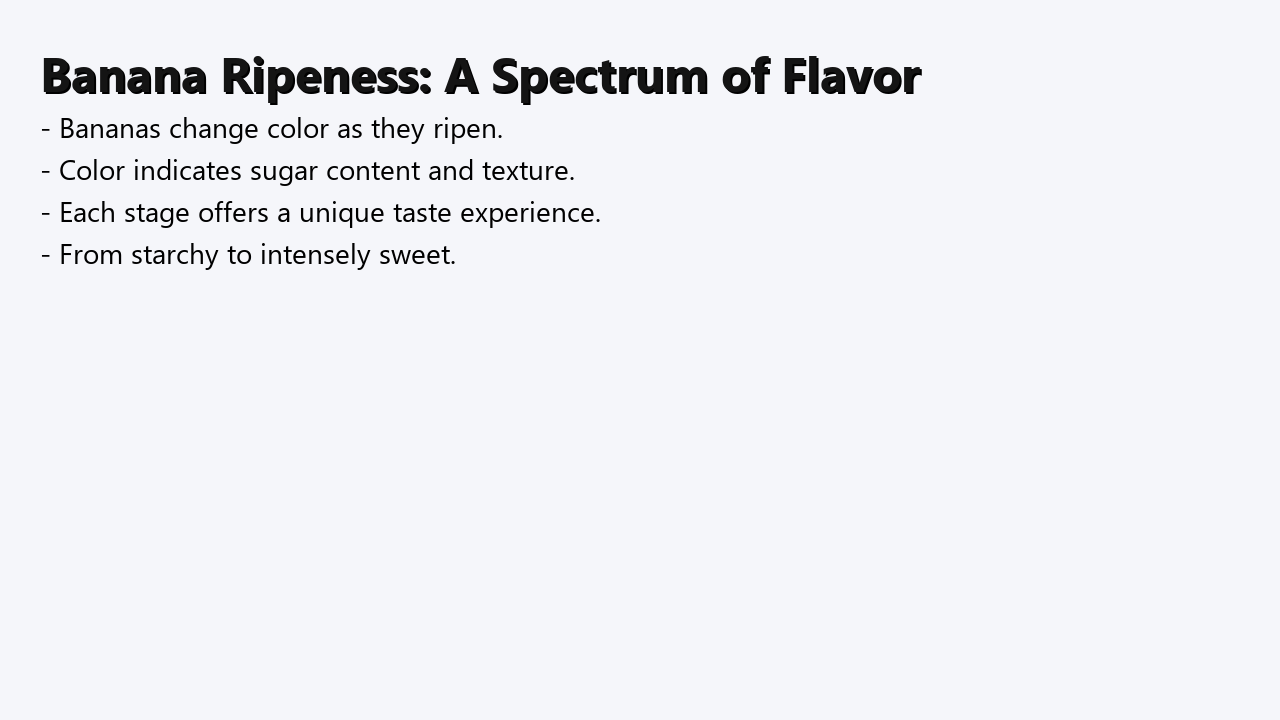 Banana Ripeness: A Spectrum of Flavor
- Bananas change color as they ripen.
- Color indicates sugar content and texture.
- Each stage offers a unique taste experience.
- From starchy to intensely sweet.